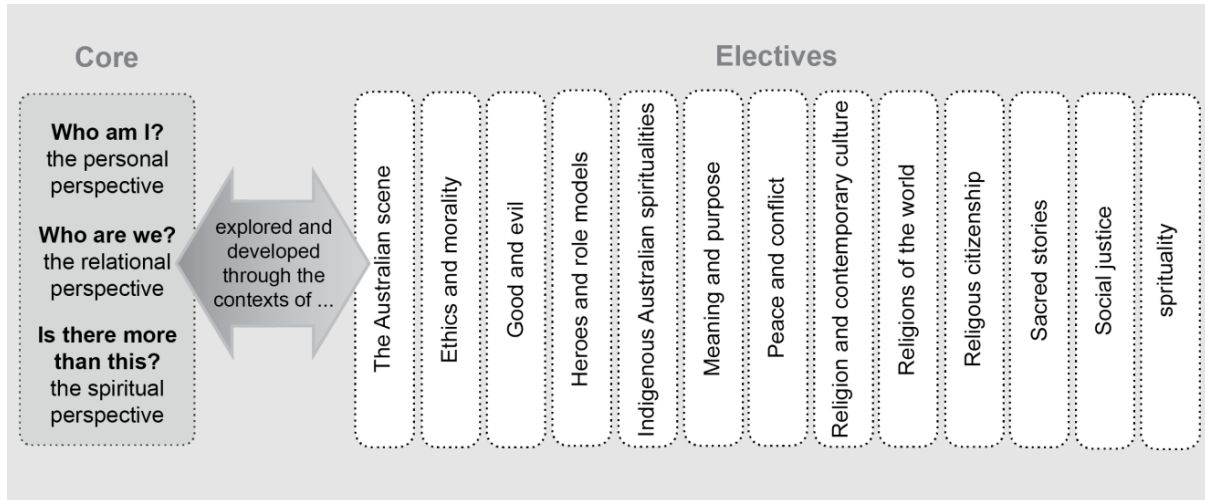 Core
Electives
Who am I?
the personal
perspective
Who are we?
the relational
perspective
Is there more
than this?
the spiritual
perspective
explored and
developed
through the
contexts of ...
The Australian scene
Ethics and morality
Good and evil
Heroes and role models
Indigenous Australian spiritualities
Meaning and purpose
Peace and conflict
Religion and contemporary culture
Religions of the world
Religous citizenship
Sacred stories
Social justice
sprituality